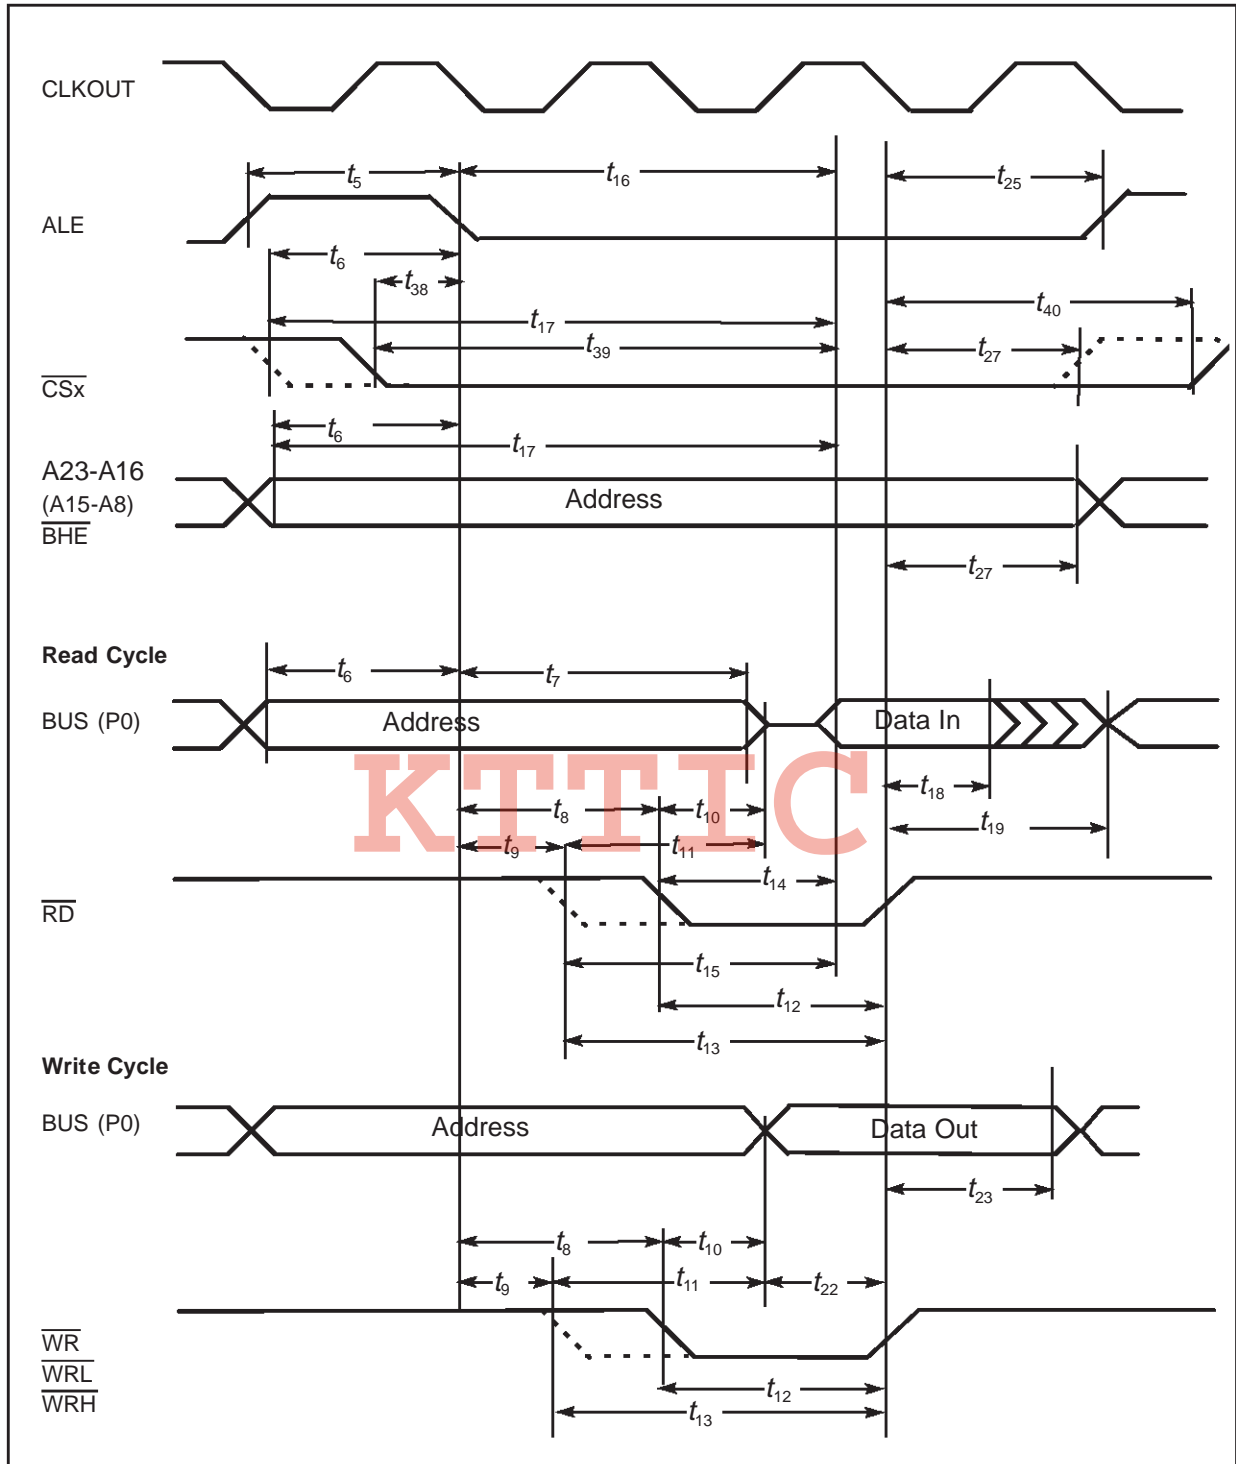 CLKOUT
t5
t16
t25
ALE
t6
t38
t40
t17
t39
t27
CSx
t6
t17
A23-A16
(A15-A8)
Address
BHE
t27
Read Cycle
t6
t7
BUS (P0)
Address
Data In
KTTIC
t18
t8
t10
t19
t9
t11
t14
RD
t15
t12
t13
Write Cycle
BUS (P0)
Address
Data Out
t23
t8
t10
t9
t11
t22
WR
WRL
t12
WRH
t13